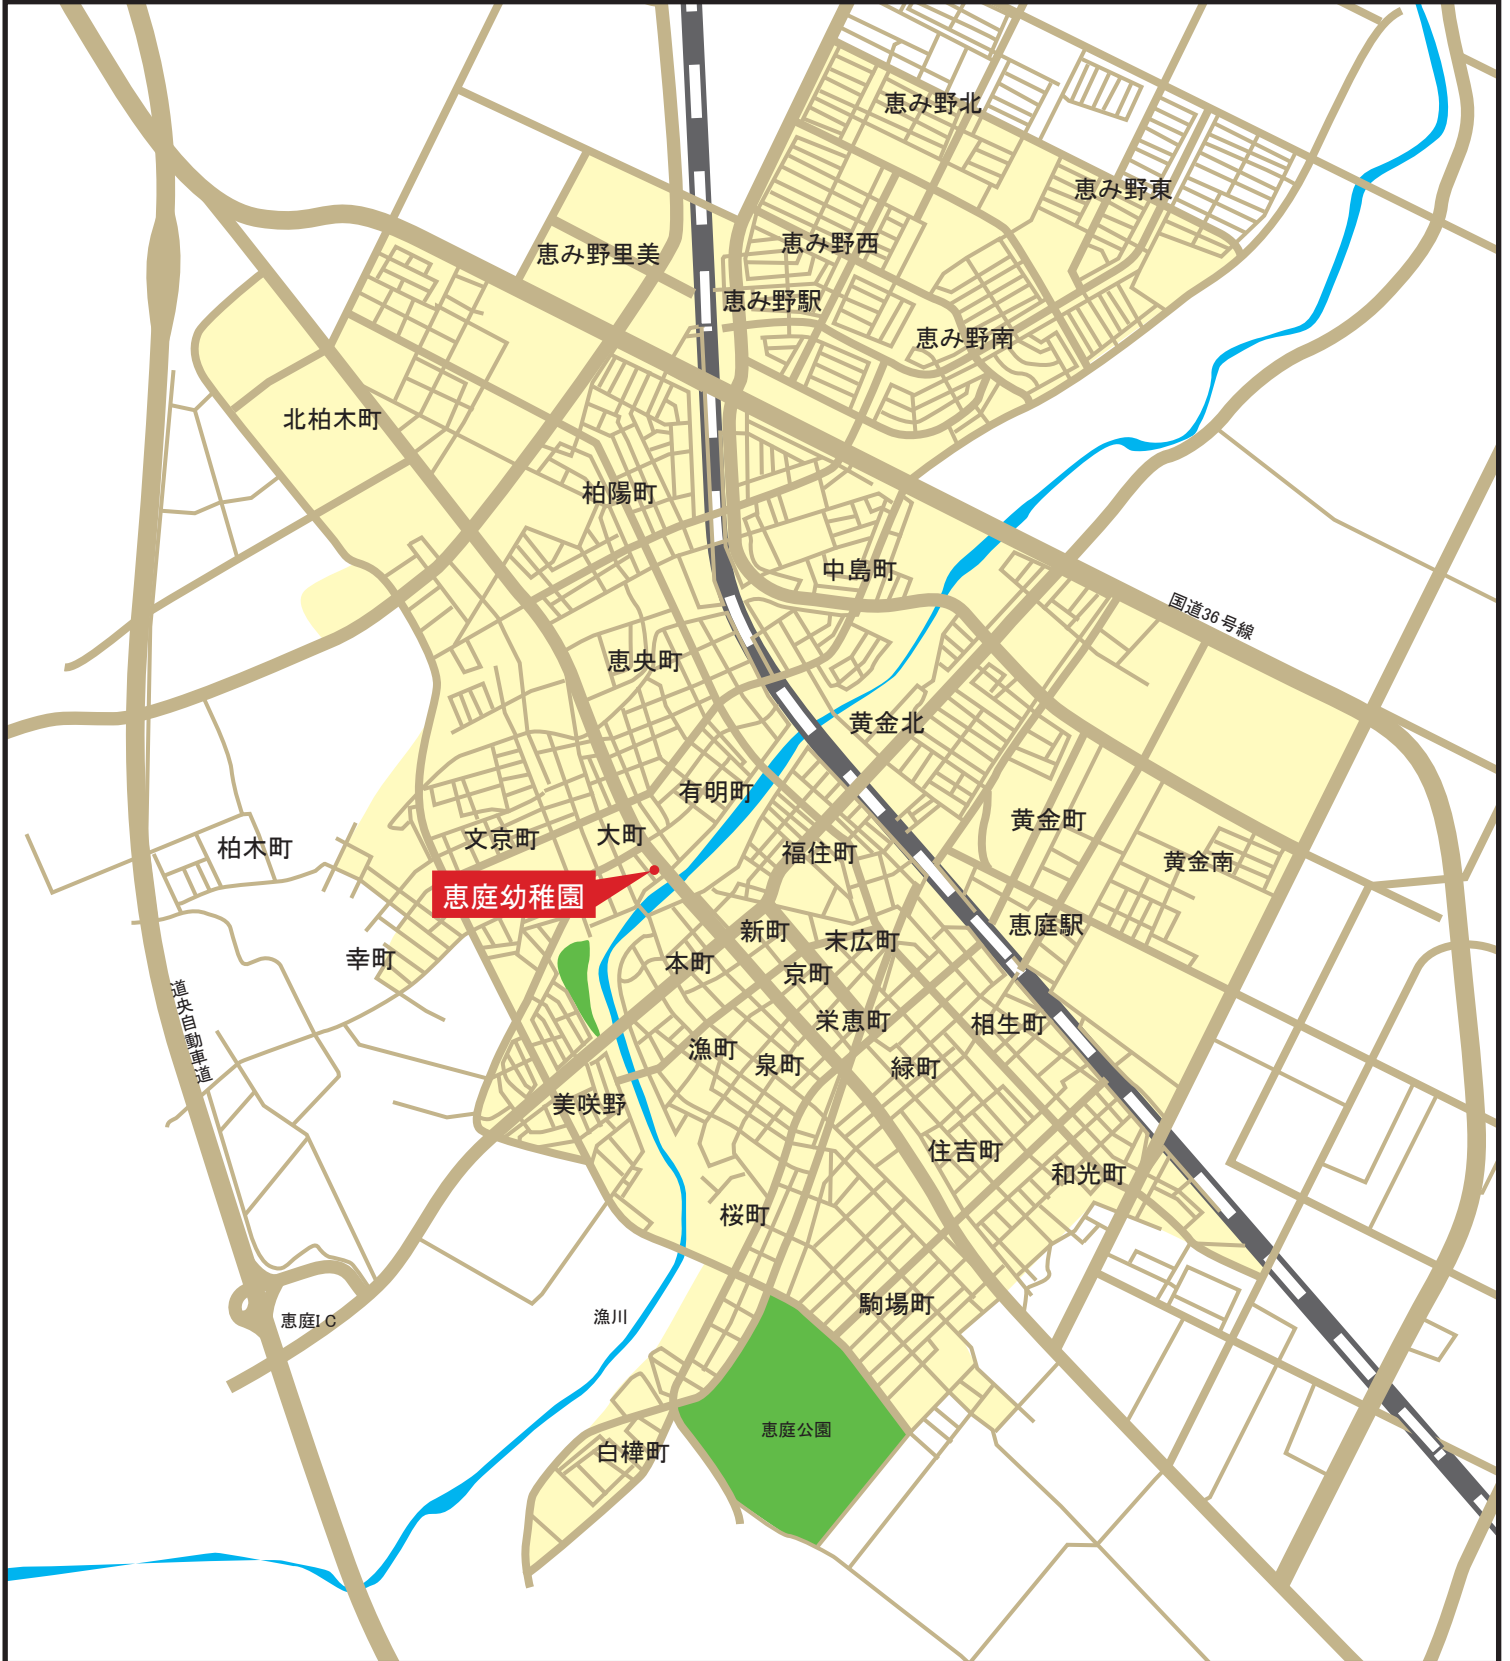 恵み野北
恵み野東
恵み野西
恵み野里美
恵み野駅
恵み野南
北柏木町
柏陽町
中島町
国道36号線
恵央町
黄金北
有明町
黄金町
大町
文京町
柏木町
福住町
黄金南
恵庭幼稚園
恵庭駅
新町
末広町
幸町
本町
京町
道央自動車道
栄恵町
相生町
漁町
泉町
緑町
美咲野
住吉町
和光町
桜町
駒場町
漁川
恵庭IC
恵庭公園
白樺町